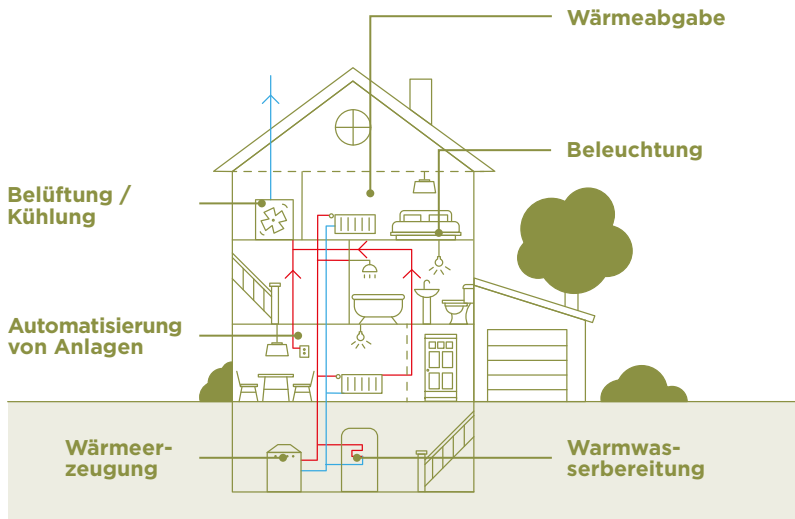 Wärmeabgabe
Beleuchtung
Belüftung /
Kühlung
Automatisierung
von Anlagen
Wärmeer-
zeugung
Warmwas-
serbereitung